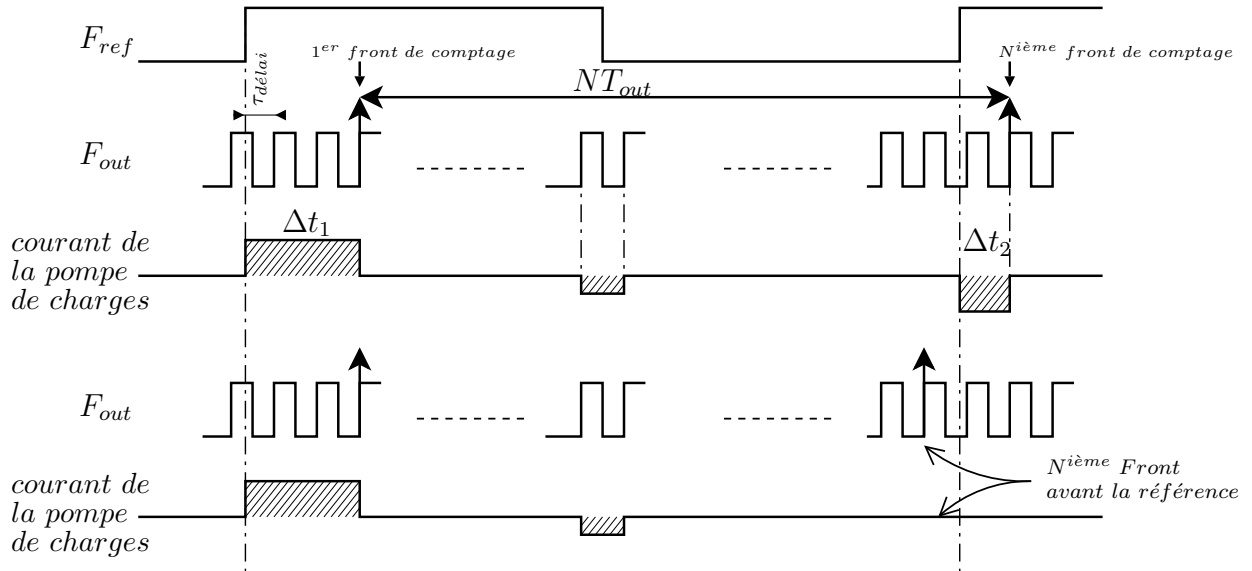 F_ref
1^er front de comptage
N^ième front de comptage
τ_délai
NT_out
F_out
Δt_1
courant de
la pompe
de charges
Δt_2
F_out
N^ième Front
avant la référence
courant de
la pompe
de charges